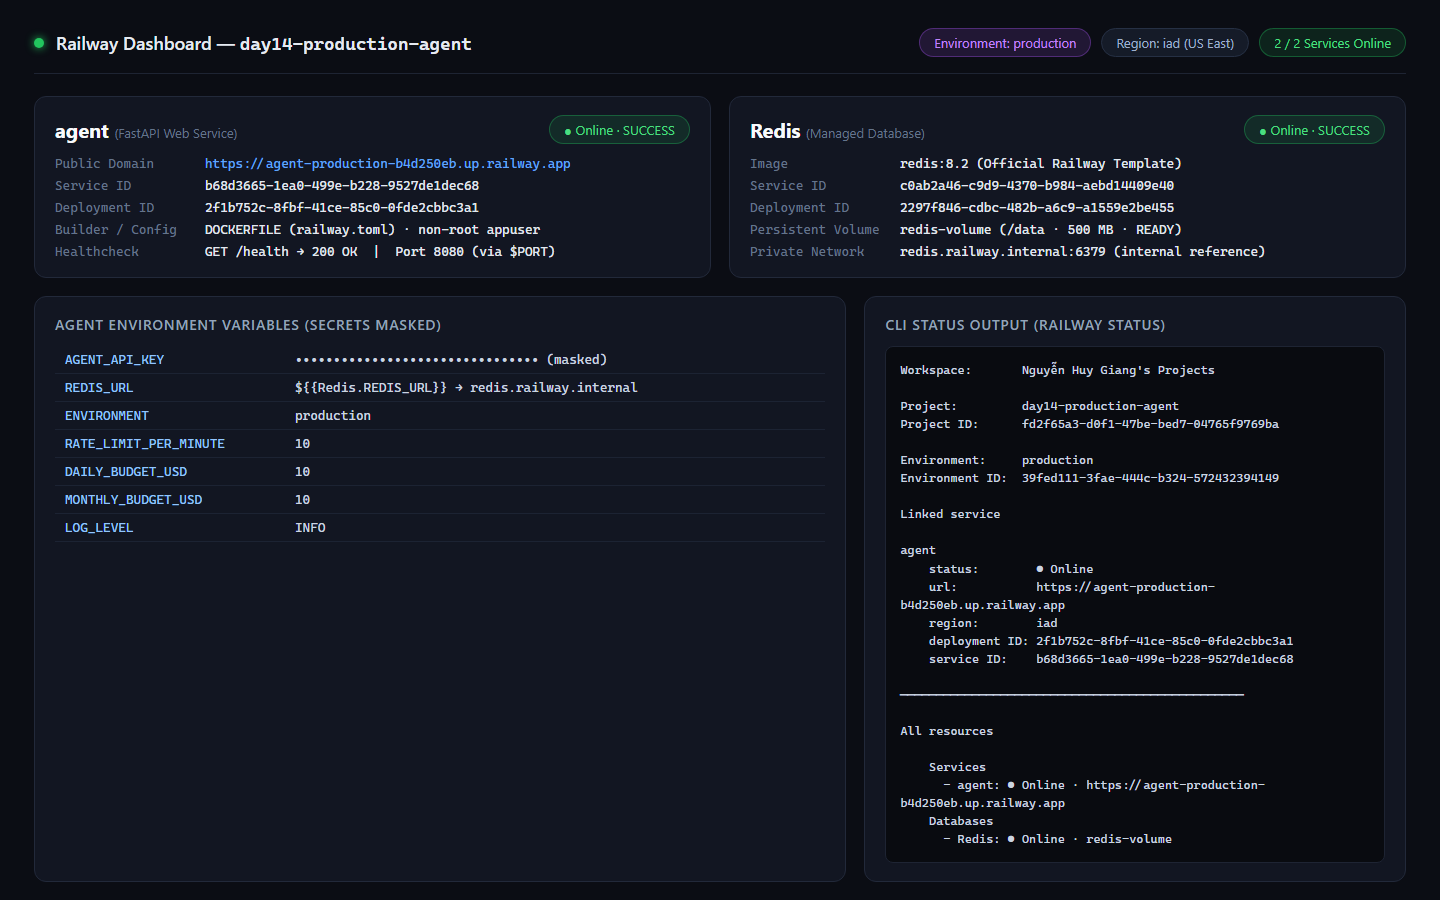 Railway Dashboard — day14-production-agent
Environment: production
Region: iad (US East)
2 / 2 Services Online
agent (FastAPI Web Service)
● Online · SUCCESS
Public Domain https://agent-production-b4d250eb.up.railway.app
Service ID b68d3665-1ea0-499e-b228-9527de1dec68
Deployment ID 2f1b752c-8fbf-41ce-85c0-0fde2cbbc3a1
Builder / Config DOCKERFILE (railway.toml) · non-root appuser
Healthcheck GET /health → 200 OK | Port 8080 (via $PORT)
Redis (Managed Database)
● Online · SUCCESS
Image redis:8.2 (Official Railway Template)
Service ID c0ab2a46-c9d9-4370-b984-aebd14409e40
Deployment ID 2297f846-cdbc-482b-a6c9-a1559e2be455
Persistent Volume redis-volume (/data · 500 MB · READY)
Private Network redis.railway.internal:6379 (internal reference)
AGENT ENVIRONMENT VARIABLES (SECRETS MASKED)
AGENT_API_KEY •••••••••••••••••••••••••••••••• (masked)
REDIS_URL ${{Redis.REDIS_URL}} → redis.railway.internal
ENVIRONMENT production
RATE_LIMIT_PER_MINUTE 10
DAILY_BUDGET_USD 10
MONTHLY_BUDGET_USD 10
LOG_LEVEL INFO
CLI STATUS OUTPUT (RAILWAY STATUS)
Workspace: Nguyễn Huy Giang's Projects
Project: day14-production-agent
Project ID: fd2f65a3-d0f1-47be-bed7-04765f9769ba
Environment: production
Environment ID: 39fed111-3fae-444c-b324-572432394149
Linked service
agent
status: ● Online
url: https://agent-production-
b4d250eb.up.railway.app
region: iad
deployment ID: 2f1b752c-8fbf-41ce-85c0-0fde2cbbc3a1
service ID: b68d3665-1ea0-499e-b228-9527de1dec68
All resources
Services
- agent: ● Online · https://agent-production-
b4d250eb.up.railway.app
Databases
- Redis: ● Online · redis-volume